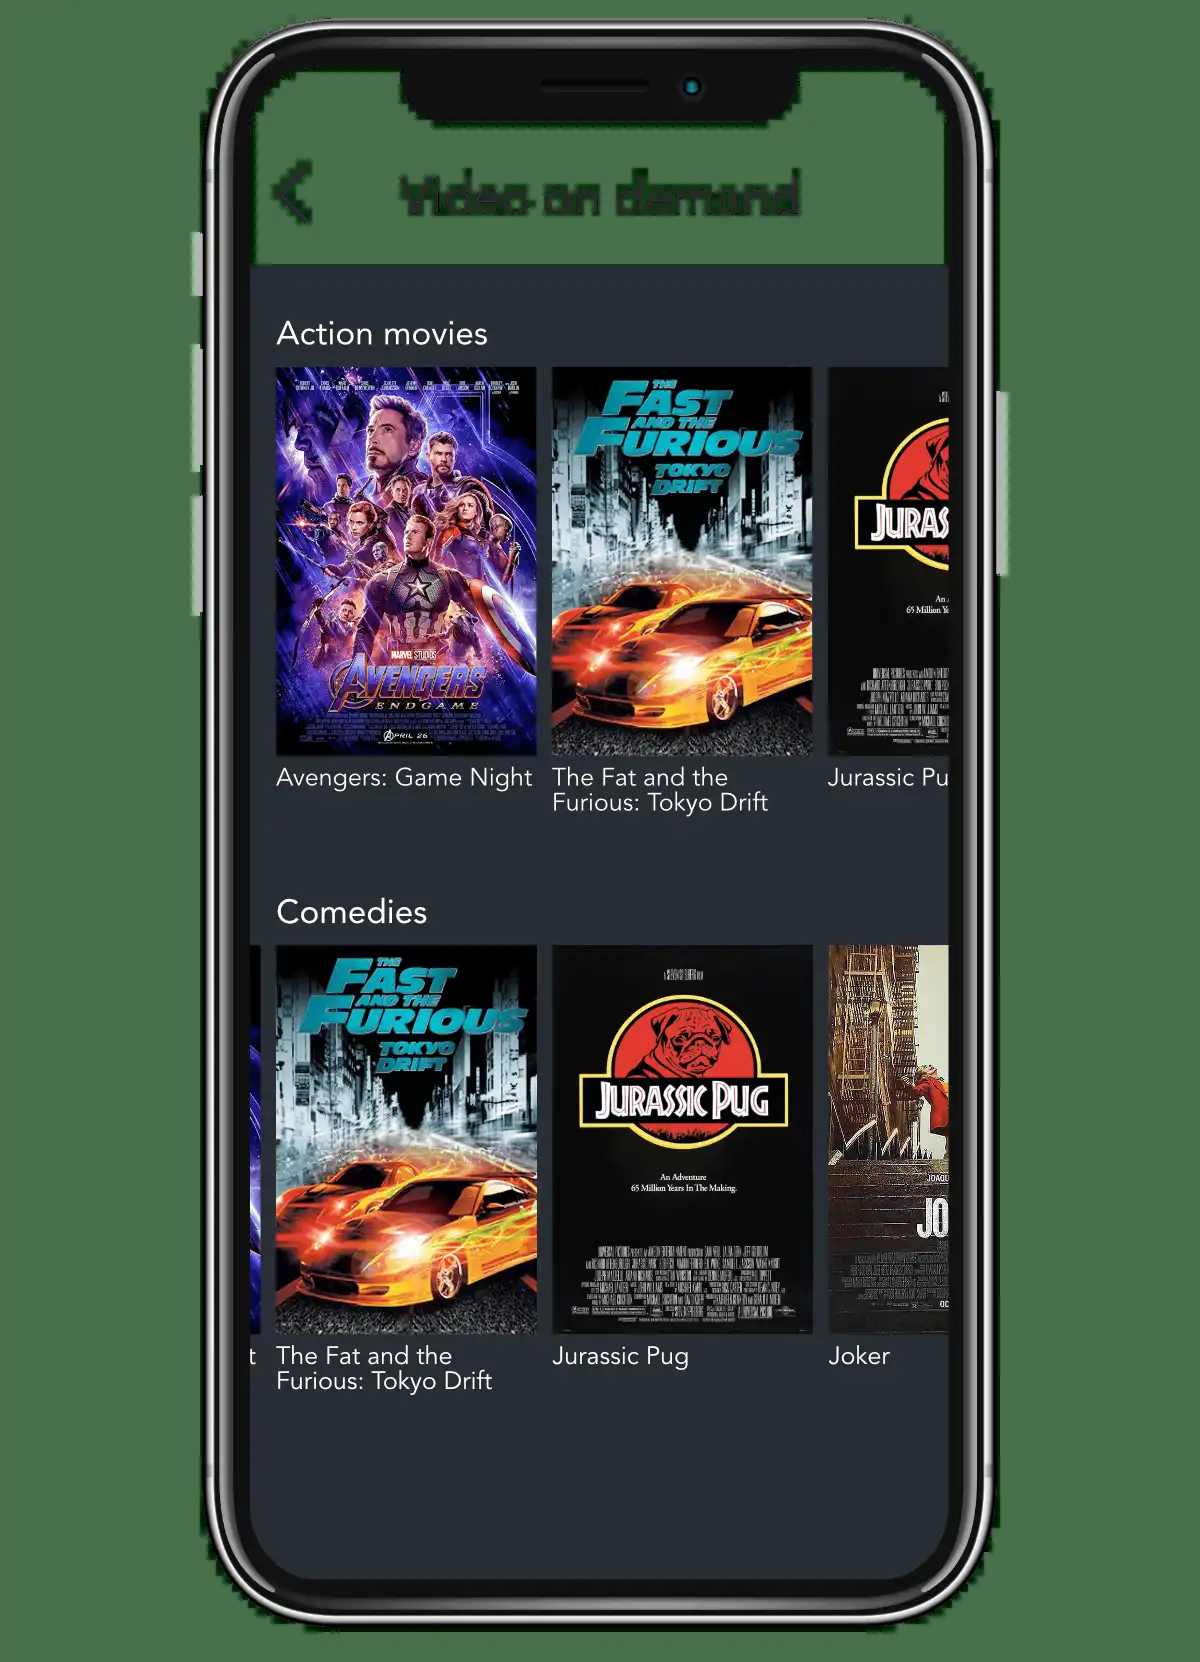 Video on demand
Action movies
MARVEL STUDIOS
AVENGERS
ENDGAME
APRIL 26
THE
FAST
AND THE
FURIOUS
TOKYO
DRIFT
JURAS
An A
65 Million Ye
Avengers: Game Night
The Fat and the
Furious: Tokyo Drift
Jurassic Pu
Comedies
THE
FAST
AND THE
FURIOUS
TOKYO
DRIFT
JURASSIC PUG
An Adventure
65 Million Years In The Making.
JOAQU
JO
OC
t
The Fat and the
Furious: Tokyo Drift
Jurassic Pug
Joker